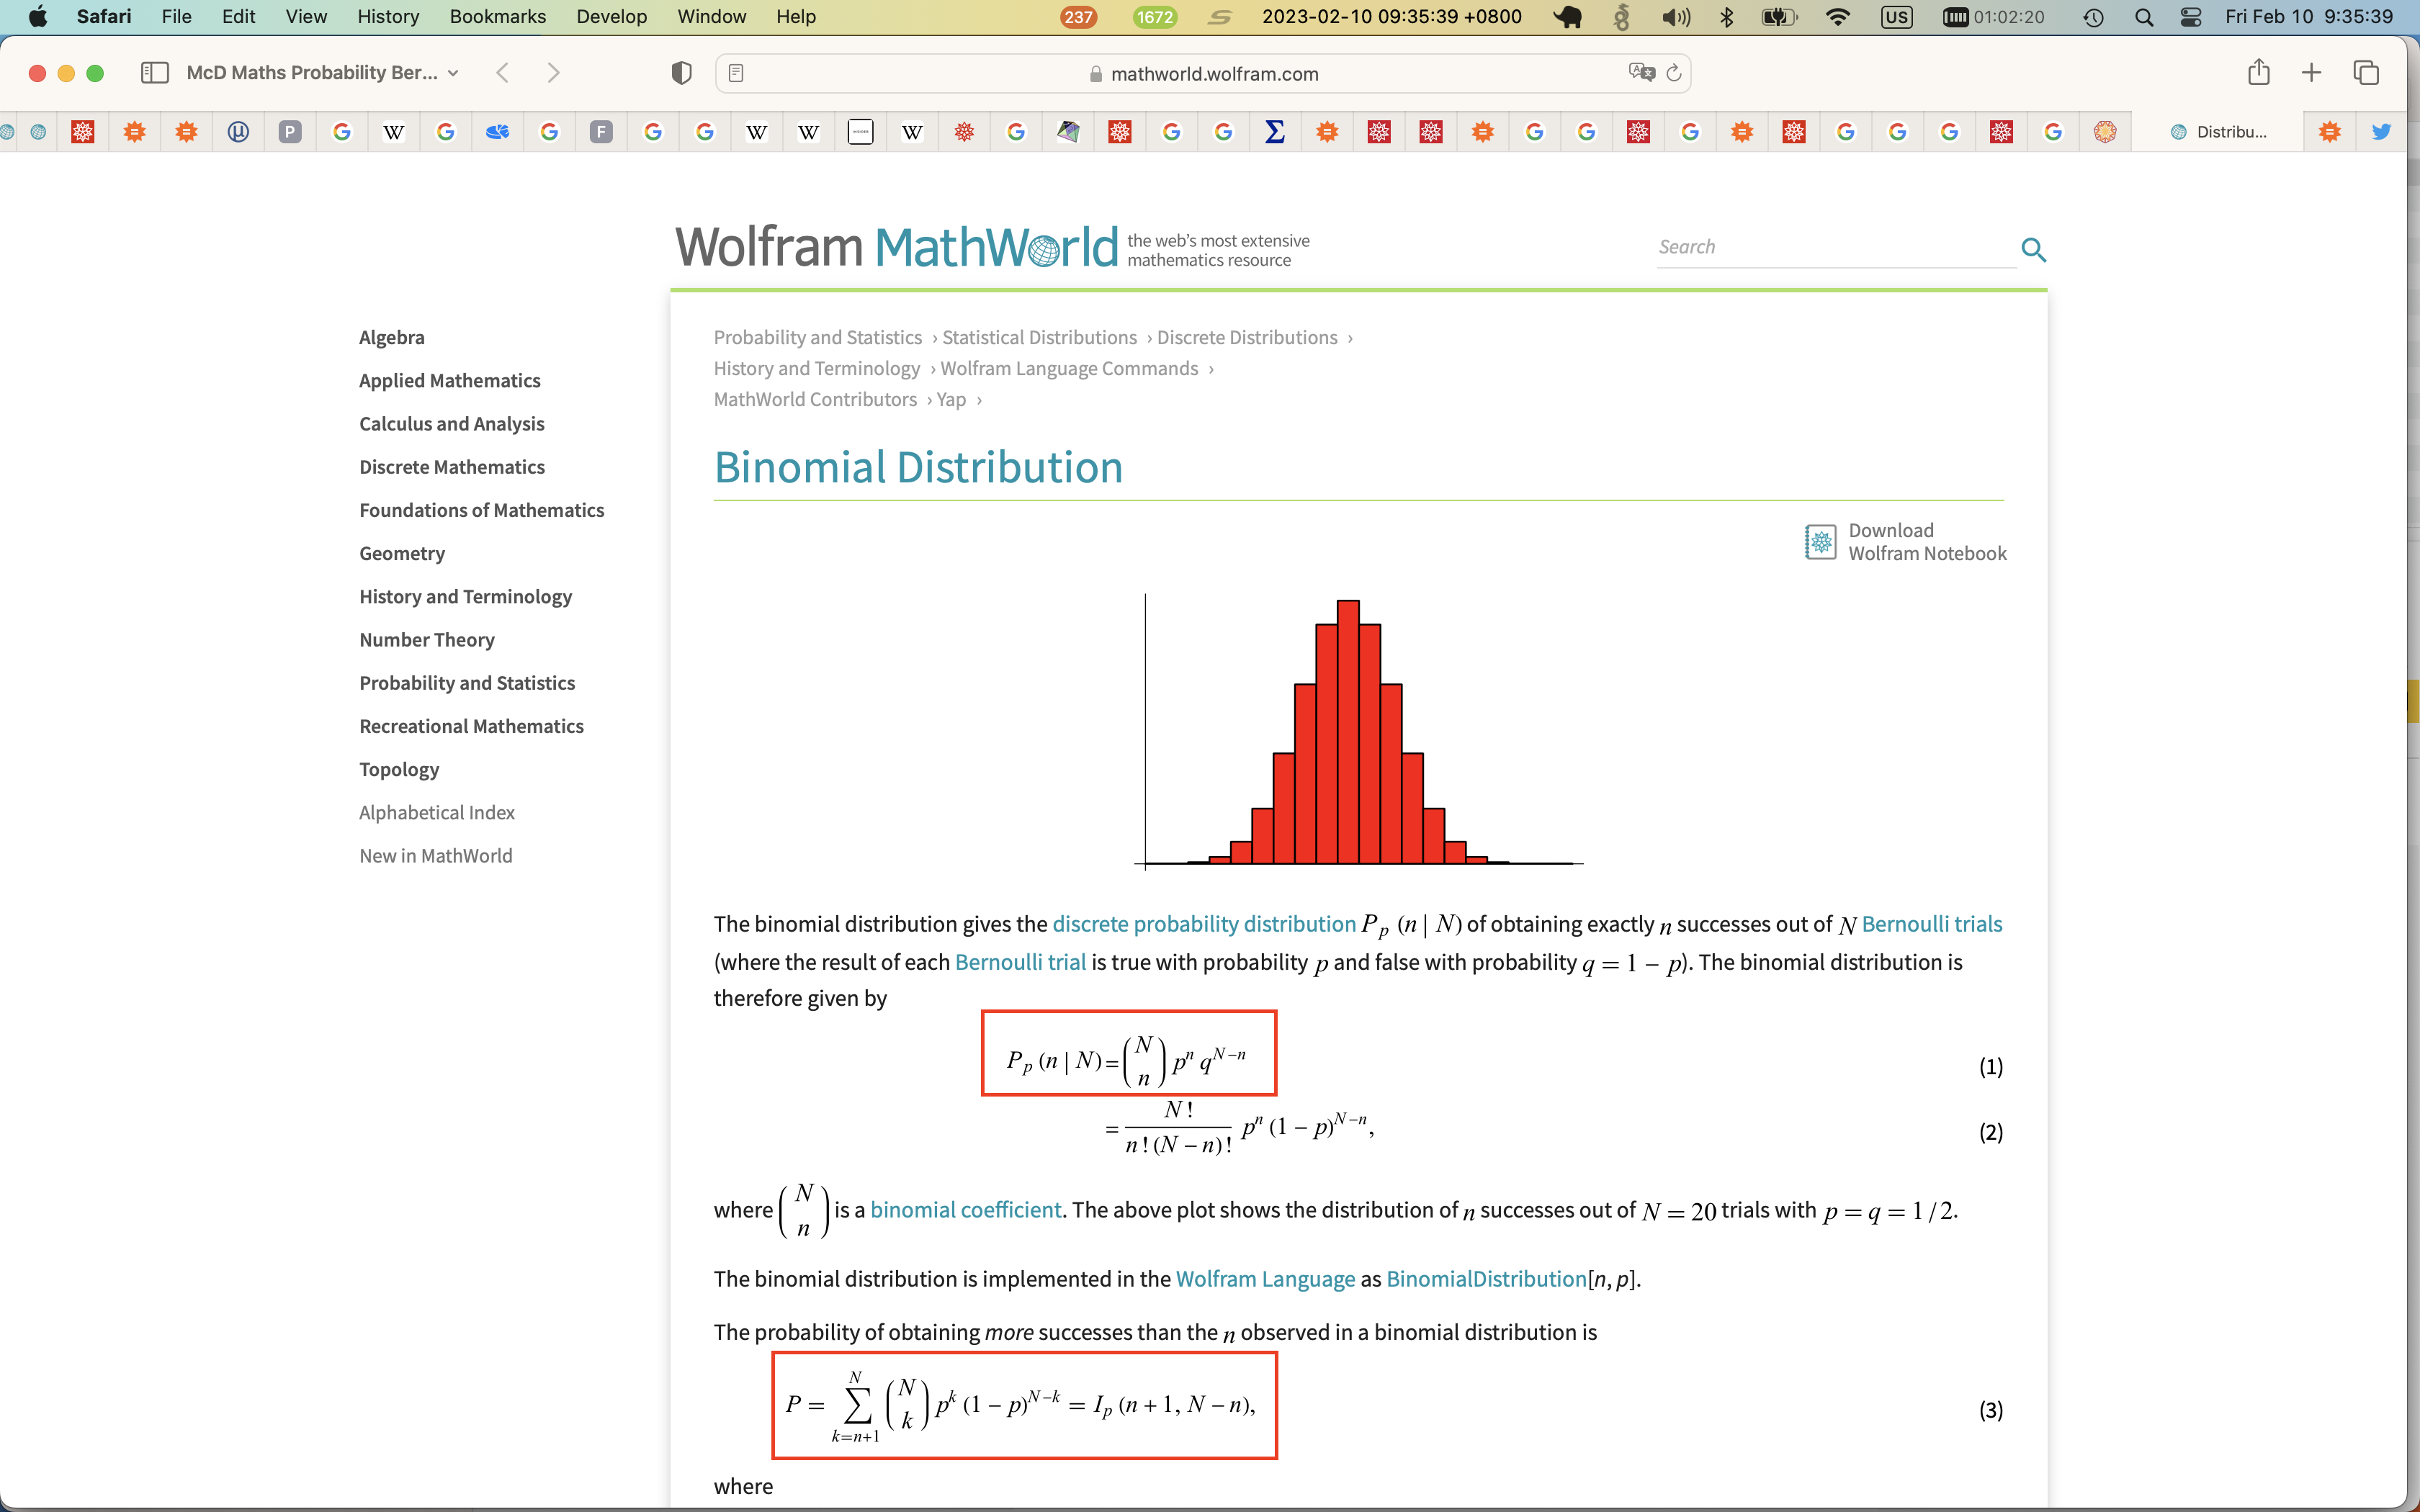 Safari File Edit View History Bookmarks Develop Window Help 237 1672 2023-02-10 09:35:39 +0800 US 01:02:20 Fri Feb 10 9:35:39
McD Maths Probability Ber... mathworld.wolfram.com
Distribu...
Wolfram MathWorld the web's most extensive
mathematics resource
Search
Algebra
Applied Mathematics
Calculus and Analysis
Discrete Mathematics
Foundations of Mathematics
Geometry
History and Terminology
Number Theory
Probability and Statistics
Recreational Mathematics
Topology
Alphabetical Index
New in MathWorld
Probability and Statistics › Statistical Distributions › Discrete Distributions ›
History and Terminology › Wolfram Language Commands ›
MathWorld Contributors › Yap ›
Binomial Distribution
Download
Wolfram Notebook
The binomial distribution gives the discrete probability distribution P_p (n | N) of obtaining exactly n successes out of N Bernoulli trials
(where the result of each Bernoulli trial is true with probability p and false with probability q = 1 − p). The binomial distribution is
therefore given by
P_p (n | N) = (N n) p^n q^(N−n) (1)
= N! / (n! (N − n)!) p^n (1 − p)^(N−n), (2)
where (N n) is a binomial coefficient. The above plot shows the distribution of n successes out of N = 20 trials with p = q = 1/2.
The binomial distribution is implemented in the Wolfram Language as BinomialDistribution[n, p].
The probability of obtaining more successes than the n observed in a binomial distribution is
P = ∑_(k=n+1)^N (N k) p^k (1 − p)^(N−k) = I_p (n + 1, N − n), (3)
where